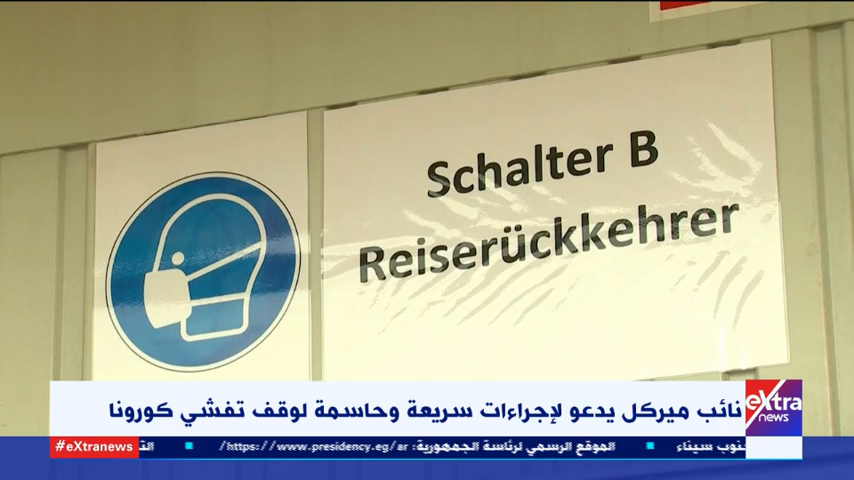 Schalter B
Reiserückkehrer
نائب ميركل يدعو لإجراءات سريعة وحاسمة لوقف تفشي كورونا
eXtra
news
#eXtranews
الموقع الرسمي لرئاسة الجمهورية: https://www.presidency.eg/ar/
سيناء